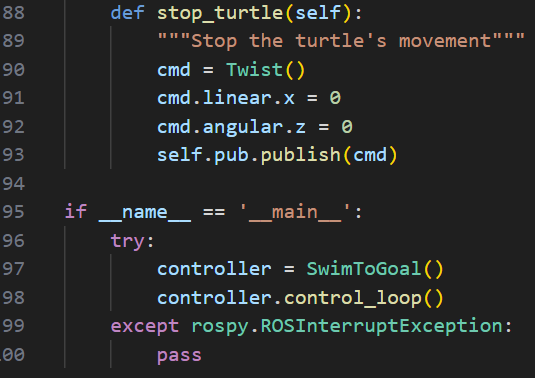 88 def stop_turtle(self):
89 """Stop the turtle's movement"""
90 cmd = Twist()
91 cmd.linear.x = 0
92 cmd.angular.z = 0
93 self.pub.publish(cmd)
94
95 if __name__ == '__main__':
96 try:
97 controller = SwimToGoal()
98 controller.control_loop()
99 except rospy.ROSInterruptException:
100 pass